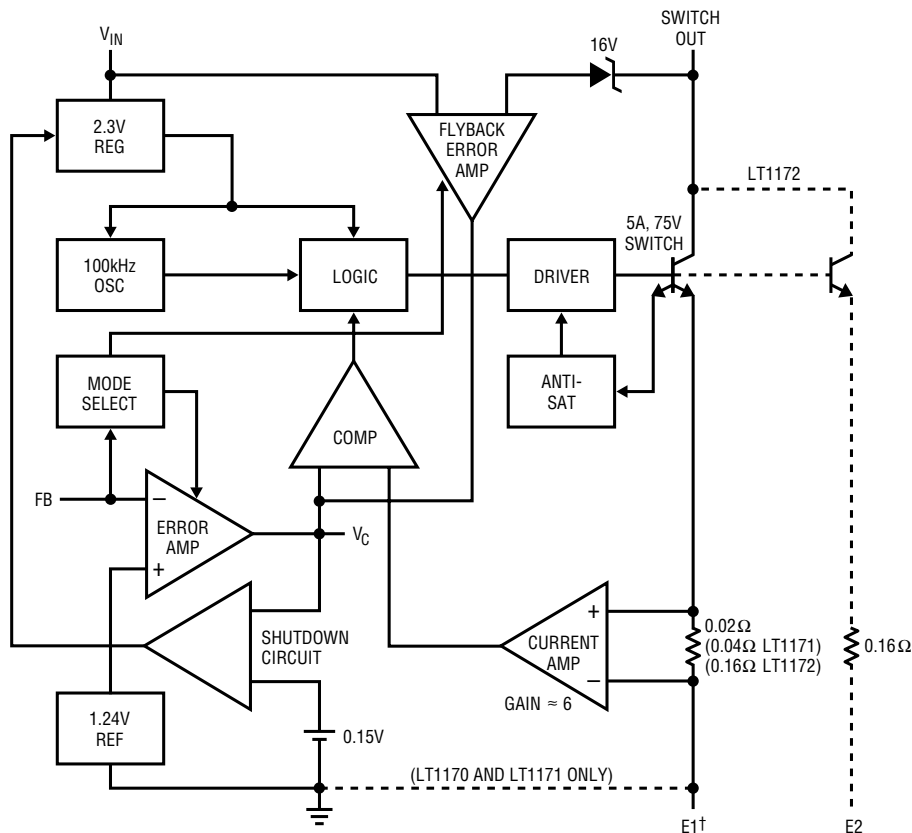 SWITCH
OUT
V_IN
16V
2.3V
REG
FLYBACK
ERROR
AMP
LT1172
5A, 75V
SWITCH
100kHz
OSC
LOGIC
DRIVER
MODE
SELECT
ANTI-
SAT
COMP
FB
–
ERROR
AMP
+
V_C
SHUTDOWN
CIRCUIT
+
CURRENT
AMP
–
GAIN ≈ 6
0.02Ω
(0.04Ω LT1171)
(0.16Ω LT1172)
0.16Ω
1.24V
REF
0.15V
(LT1170 AND LT1171 ONLY)
E1†
E2